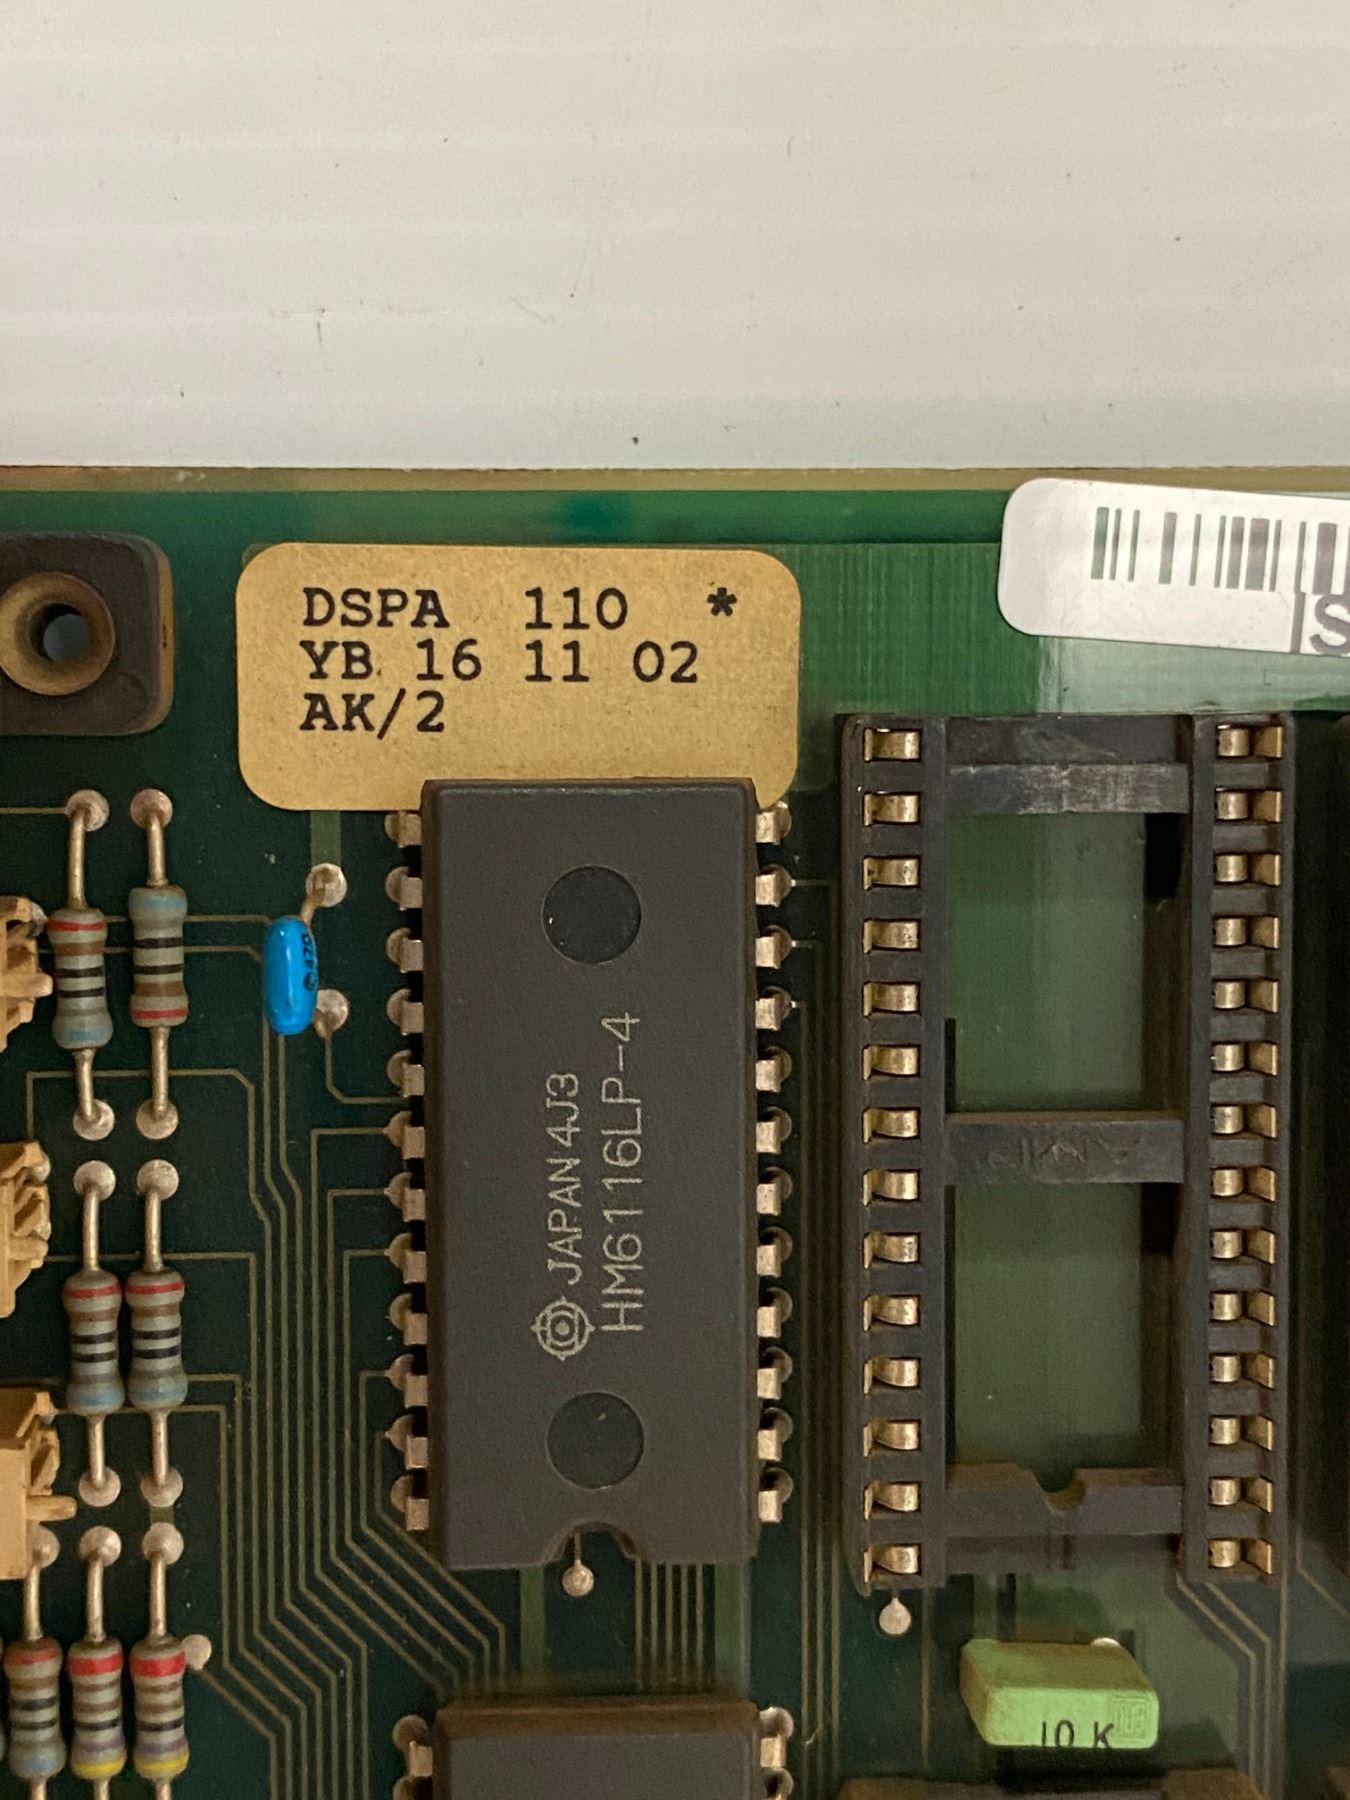 DSPA 110 *
YB 16 11 02
AK/2
S
JAPAN 4J3
HM6116LP-4
10 K